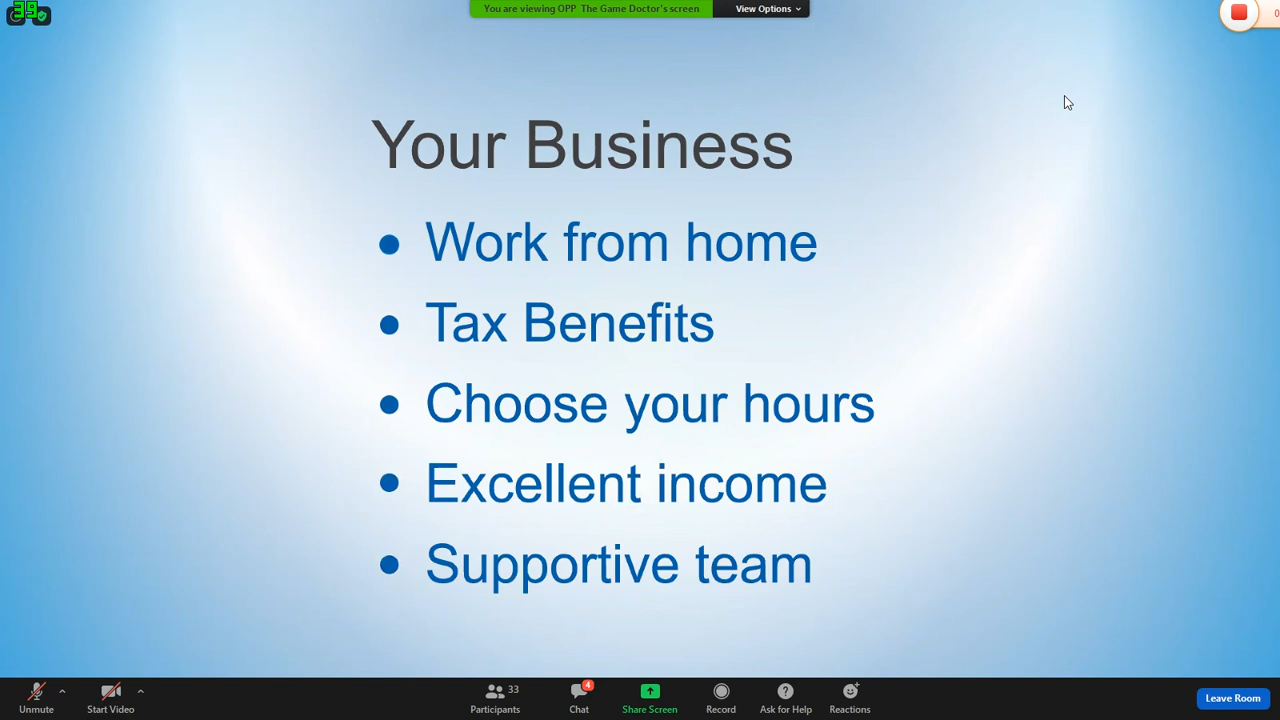 39
You are viewing OPP The Game Doctor's screen
View Options
Your Business
• Work from home
• Tax Benefits
• Choose your hours
• Excellent income
• Supportive team
Unmute
Start Video
33
Participants
4
Chat
Share Screen
Record
Ask for Help
Reactions
Leave Room